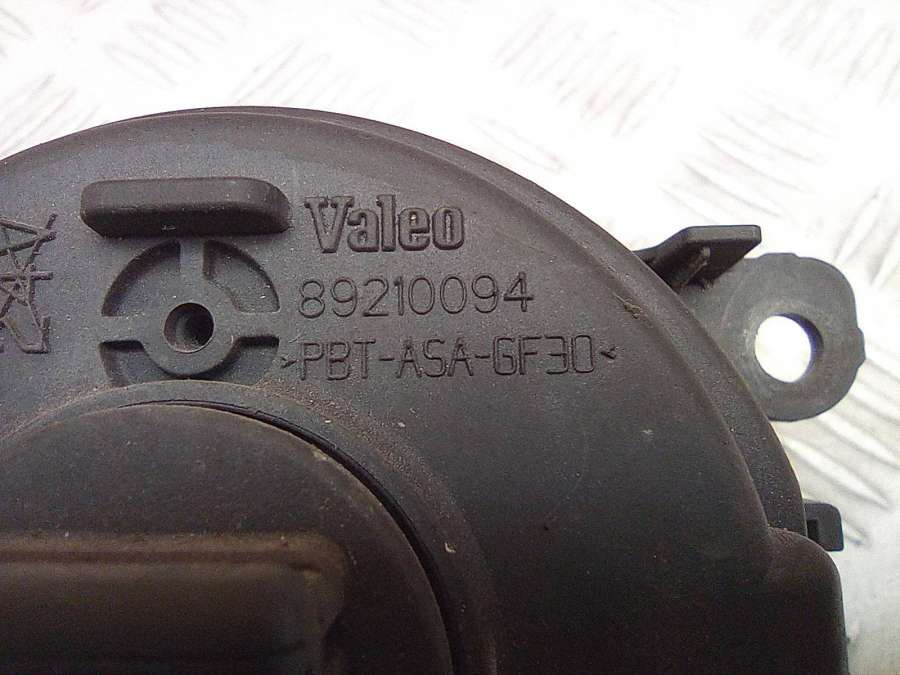 Valeo
89210094
>PBT-ASA-GF30<